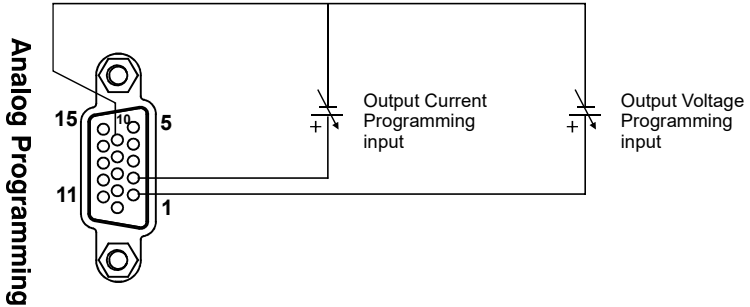 Analog Programming
15
10
5
11
1
+
Output Current
Programming
input
+
Output Voltage
Programming
input